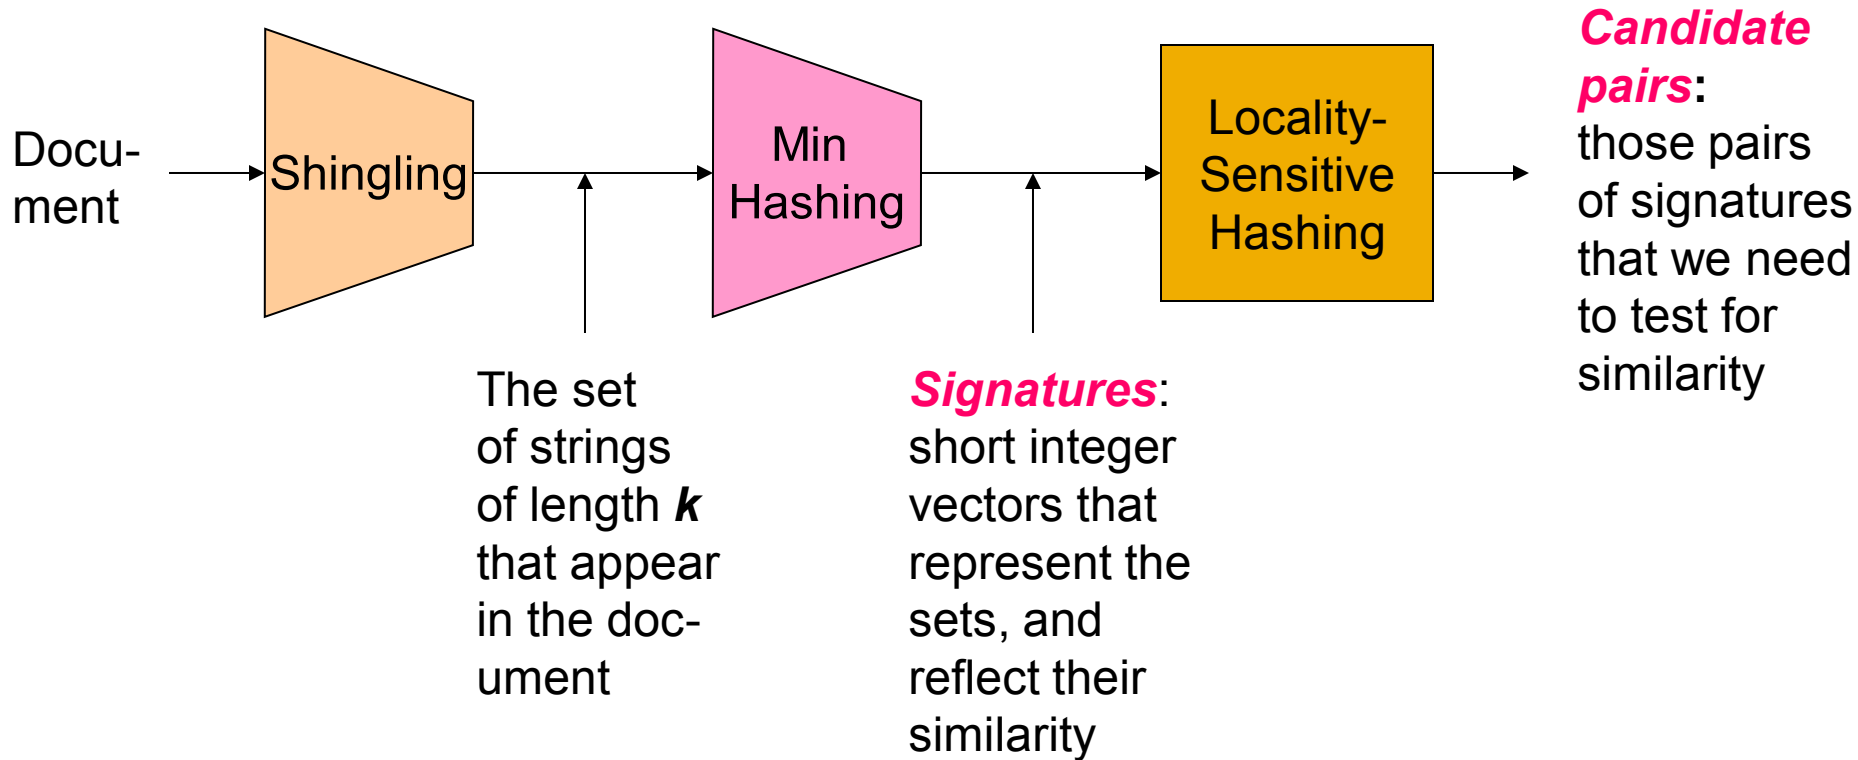 Docu-
ment
Shingling
The set
of strings
of length k
that appear
in the doc-
ument
Min
Hashing
Signatures:
short integer
vectors that
represent the
sets, and
reflect their
similarity
Locality-
Sensitive
Hashing
Candidate
pairs:
those pairs
of signatures
that we need
to test for
similarity